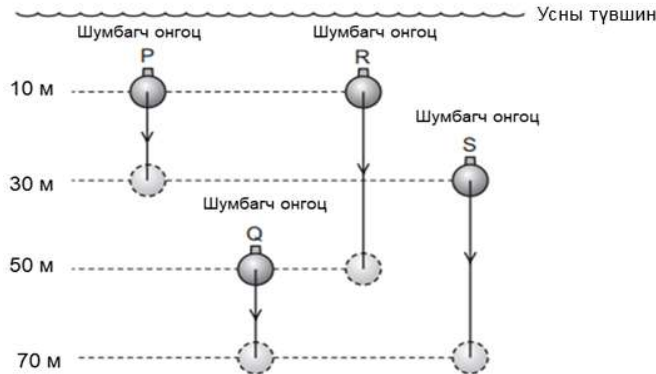 Усны түвшин
Шумбагч онгоц Шумбагч онгоц
P R
10 м
Шумбагч онгоц
S
30 м
Шумбагч онгоц
Q
50 м
70 м